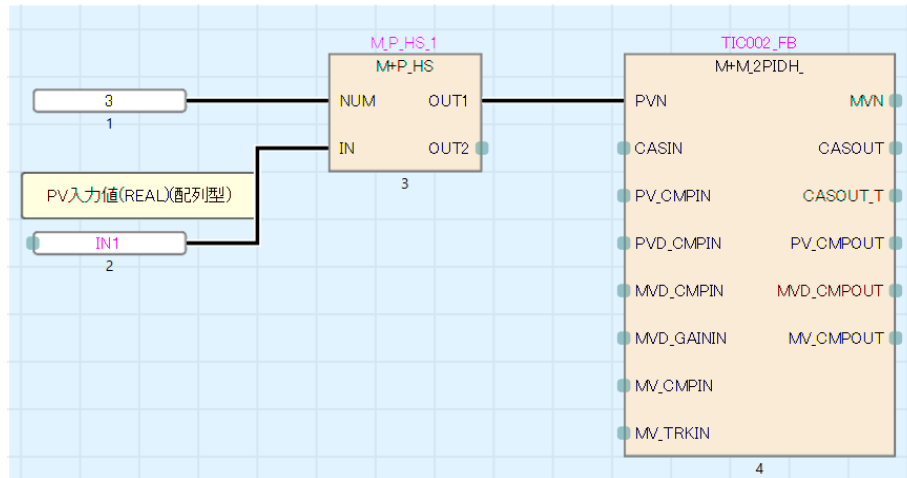 M_P_HS_1
M+P_HS
3
NUM
OUT1
IN
OUT2
1
3
PV入力値(REAL)(配列型)
IN1
2
TIC002_FB
M+M_2PIDH_
PVN
MVN
CASIN
CASOUT
PV_CMPIN
CASOUT_T
PVD_CMPIN
PV_CMPOUT
MVD_CMPIN
MVD_CMPOUT
MVD_GAININ
MV_CMPOUT
MV_CMPIN
MV_TRKIN
4